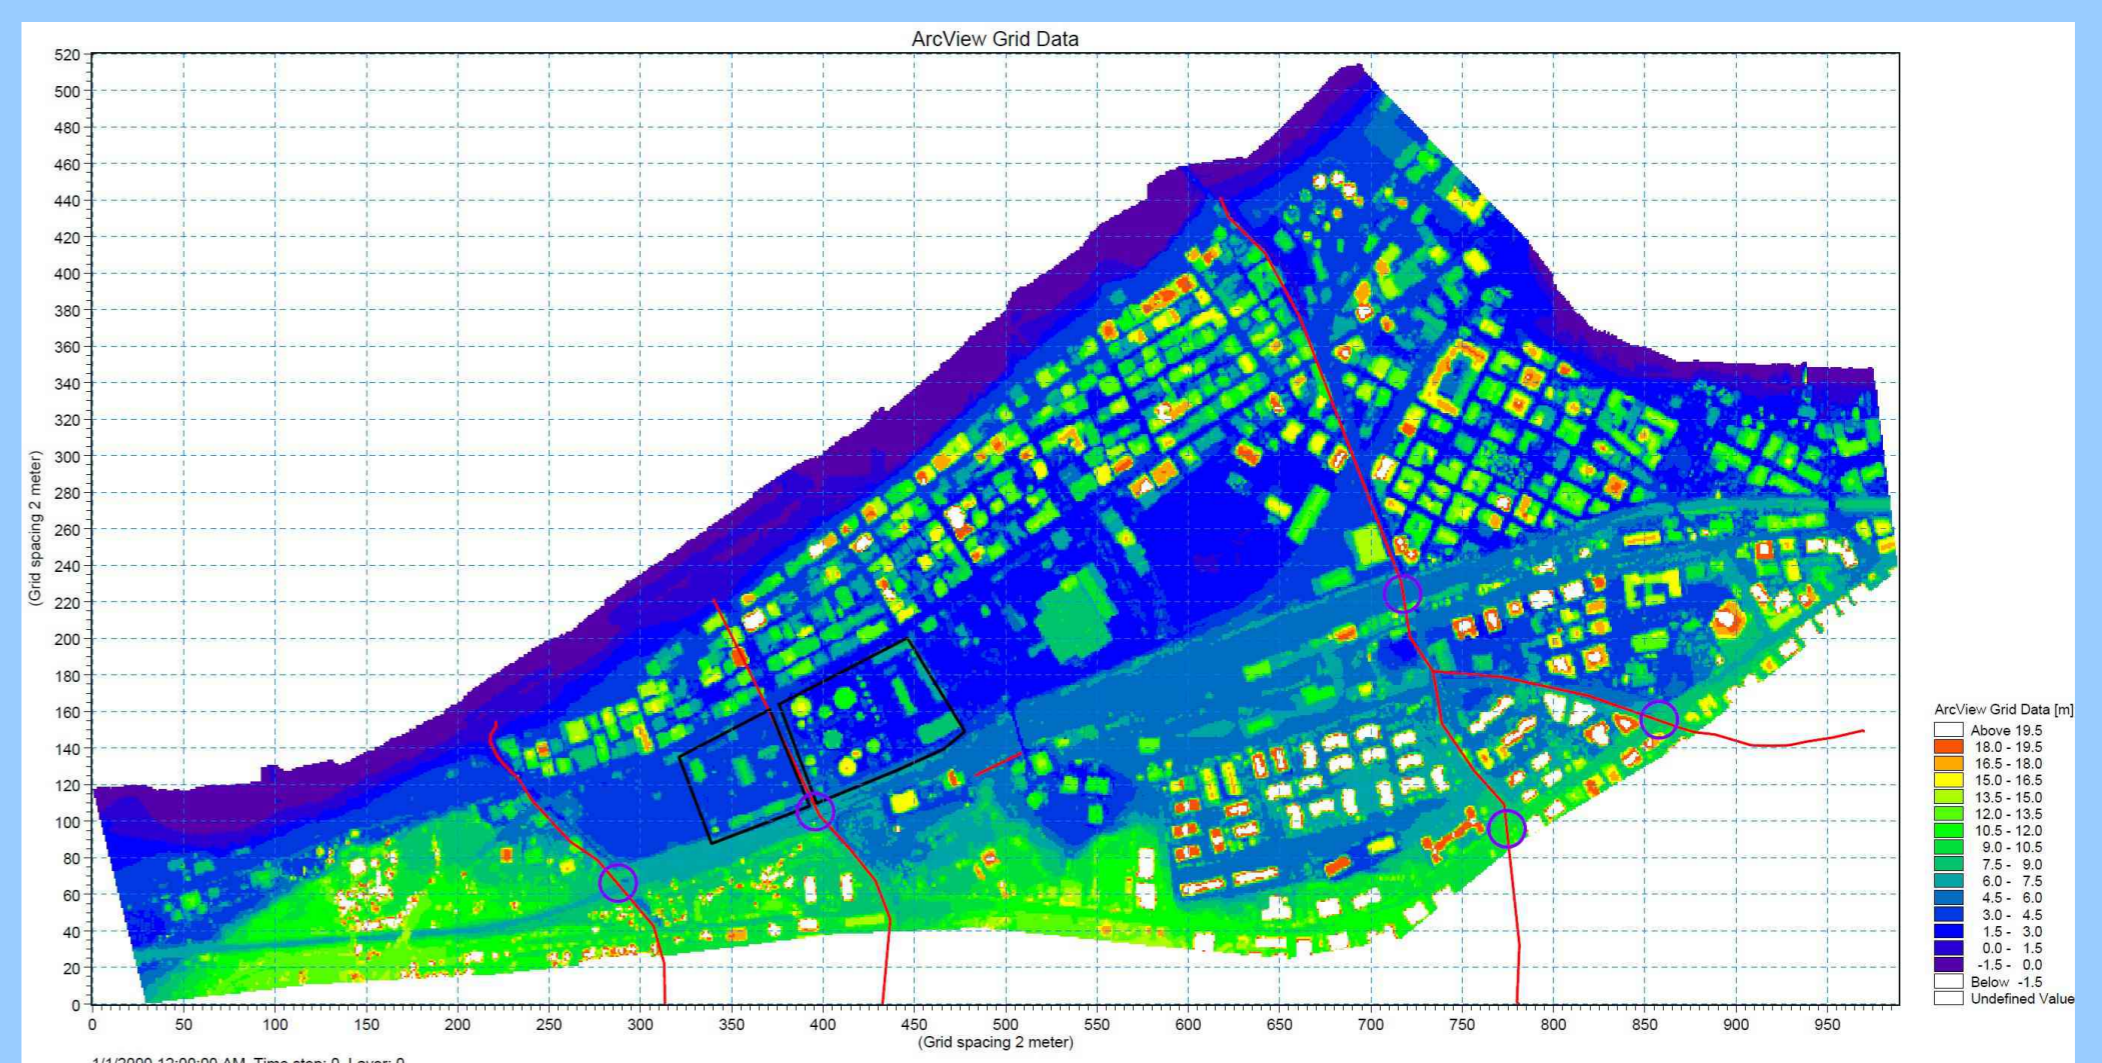 ArcView Grid Data
520
500
480
460
440
420
400
380
360
340
320
300
280
260
240
220
200
180
160
140
120
100
80
60
40
20
0
(Grid spacing 2 meter)
0 50 100 150 200 250 300 350 400 450 500 550 600 650 700 750 800 850 900 950
(Grid spacing 2 meter)
ArcView Grid Data [m]
Above 19.5
18.0 - 19.5
16.5 - 18.0
15.0 - 16.5
13.5 - 15.0
12.0 - 13.5
10.5 - 12.0
9.0 - 10.5
7.5 - 9.0
6.0 - 7.5
4.5 - 6.0
3.0 - 4.5
1.5 - 3.0
0.0 - 1.5
-1.5 - 0.0
Below -1.5
Undefined Value